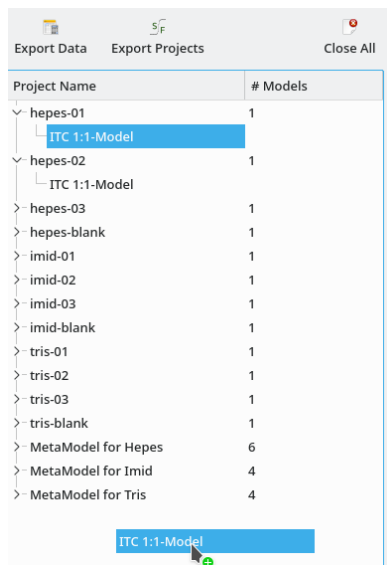 Export Data Export Projects Close All
Project Name # Models
hepes-01 1
ITC 1:1-Model
hepes-02 1
ITC 1:1-Model
hepes-03 1
hepes-blank 1
imid-01 1
imid-02 1
imid-03 1
imid-blank 1
tris-01 1
tris-02 1
tris-03 1
tris-blank 1
MetaModel for Hepes 6
MetaModel for Imid 4
MetaModel for Tris 4
ITC 1:1-Model